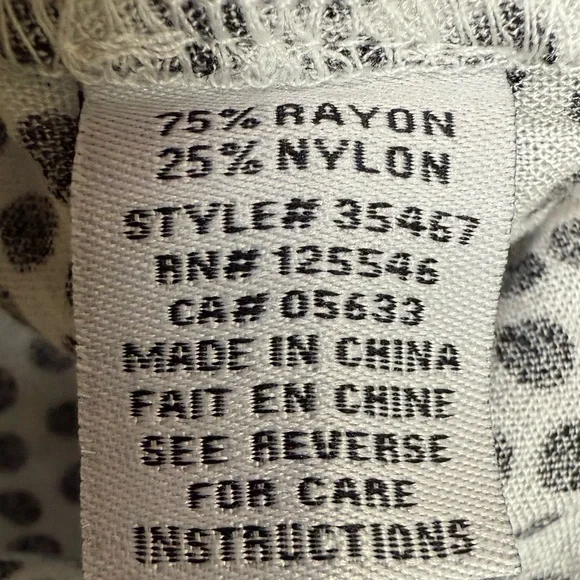 75% RAYON
25% NYLON
STYLE# 35467
RN# 125546
CA# 05633
MADE IN CHINA
FAIT EN CHINE
SEE REVERSE
FOR CARE
INSTRUCTIONS